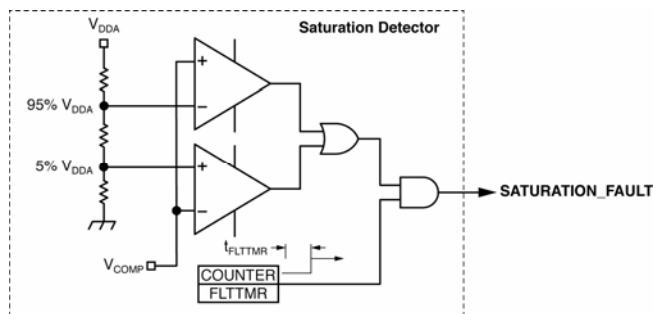 V_DDA
Saturation Detector
+
95% V_DDA
−
5% V_DDA
+
SATURATION_FAULT
−
t_FLTTMR
V_COMP
COUNTER
FLTTMR